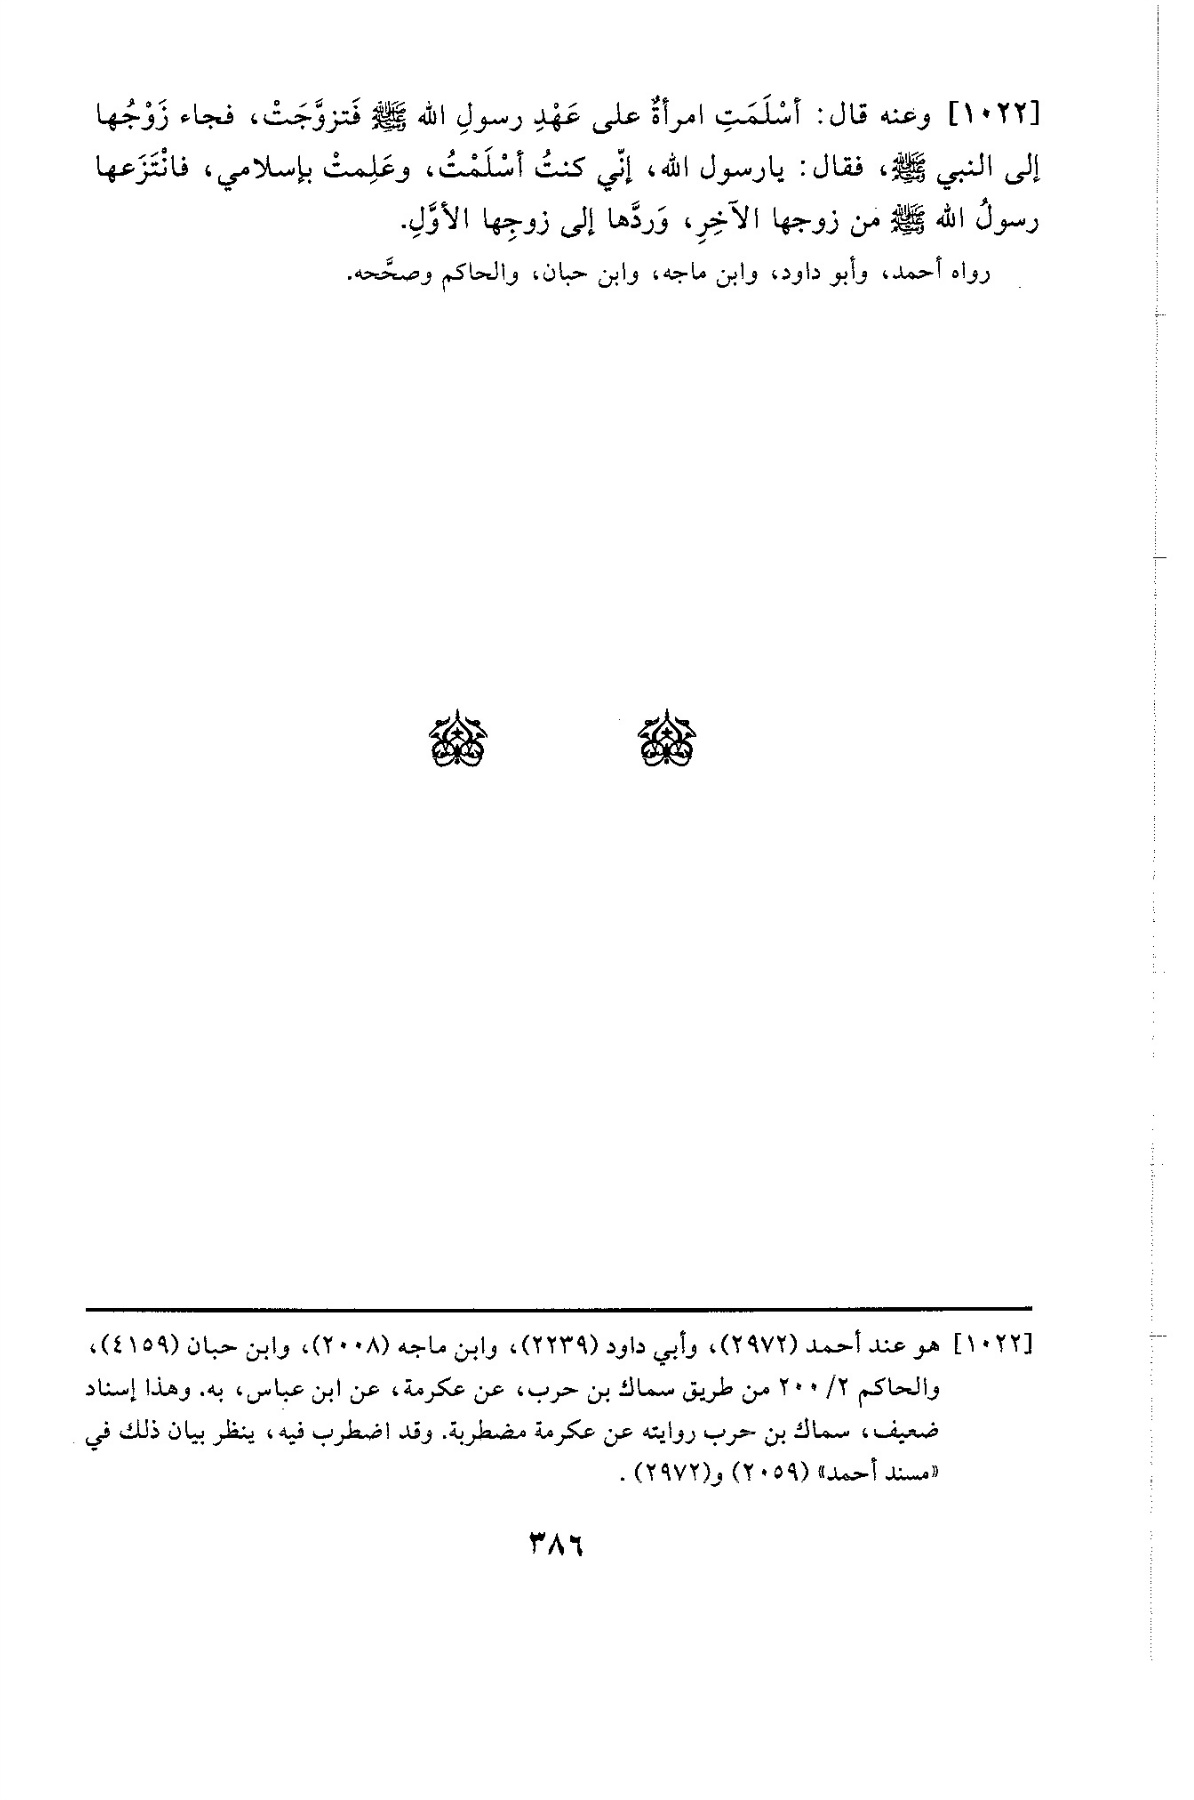 [١٠٢٢] وعنه قال: أسْلَمَتِ امرأةٌ على عَهْدِ رسولِ الله ﷺ فَتزوَّجَتْ، فجاء زَوْجُها
إلى النبي ﷺ، فقال: يارسول الله، إنّي كنتُ أسْلَمْتُ، وعَلِمتْ بإسلامي، فانْتَزَعها
رسولُ الله ﷺ من زوجها الآخِرِ، وَردَّها إلى زوجِها الأوَّلِ.
رواه أحمد، وأبو داود، وابن ماجه، وابن حبان، والحاكم وصحَّحه.
[١٠٢٢] هو عند أحمد (٢٩٧٢)، وأبي داود (٢٢٣٩)، وابن ماجه (٢٠٠٨)، وابن حبان (٤١٥٩)،
والحاكم ٢/ ٢٠٠ من طريق سماك بن حرب، عن عكرمة، عن ابن عباس، به. وهذا إسناد
ضعيف، سماك بن حرب روايته عن عكرمة مضطربة. وقد اضطرب فيه، ينظر بيان ذلك في
«مسند أحمد» (٢٠٥٩) و(٢٩٧٢) .
٣٨٦